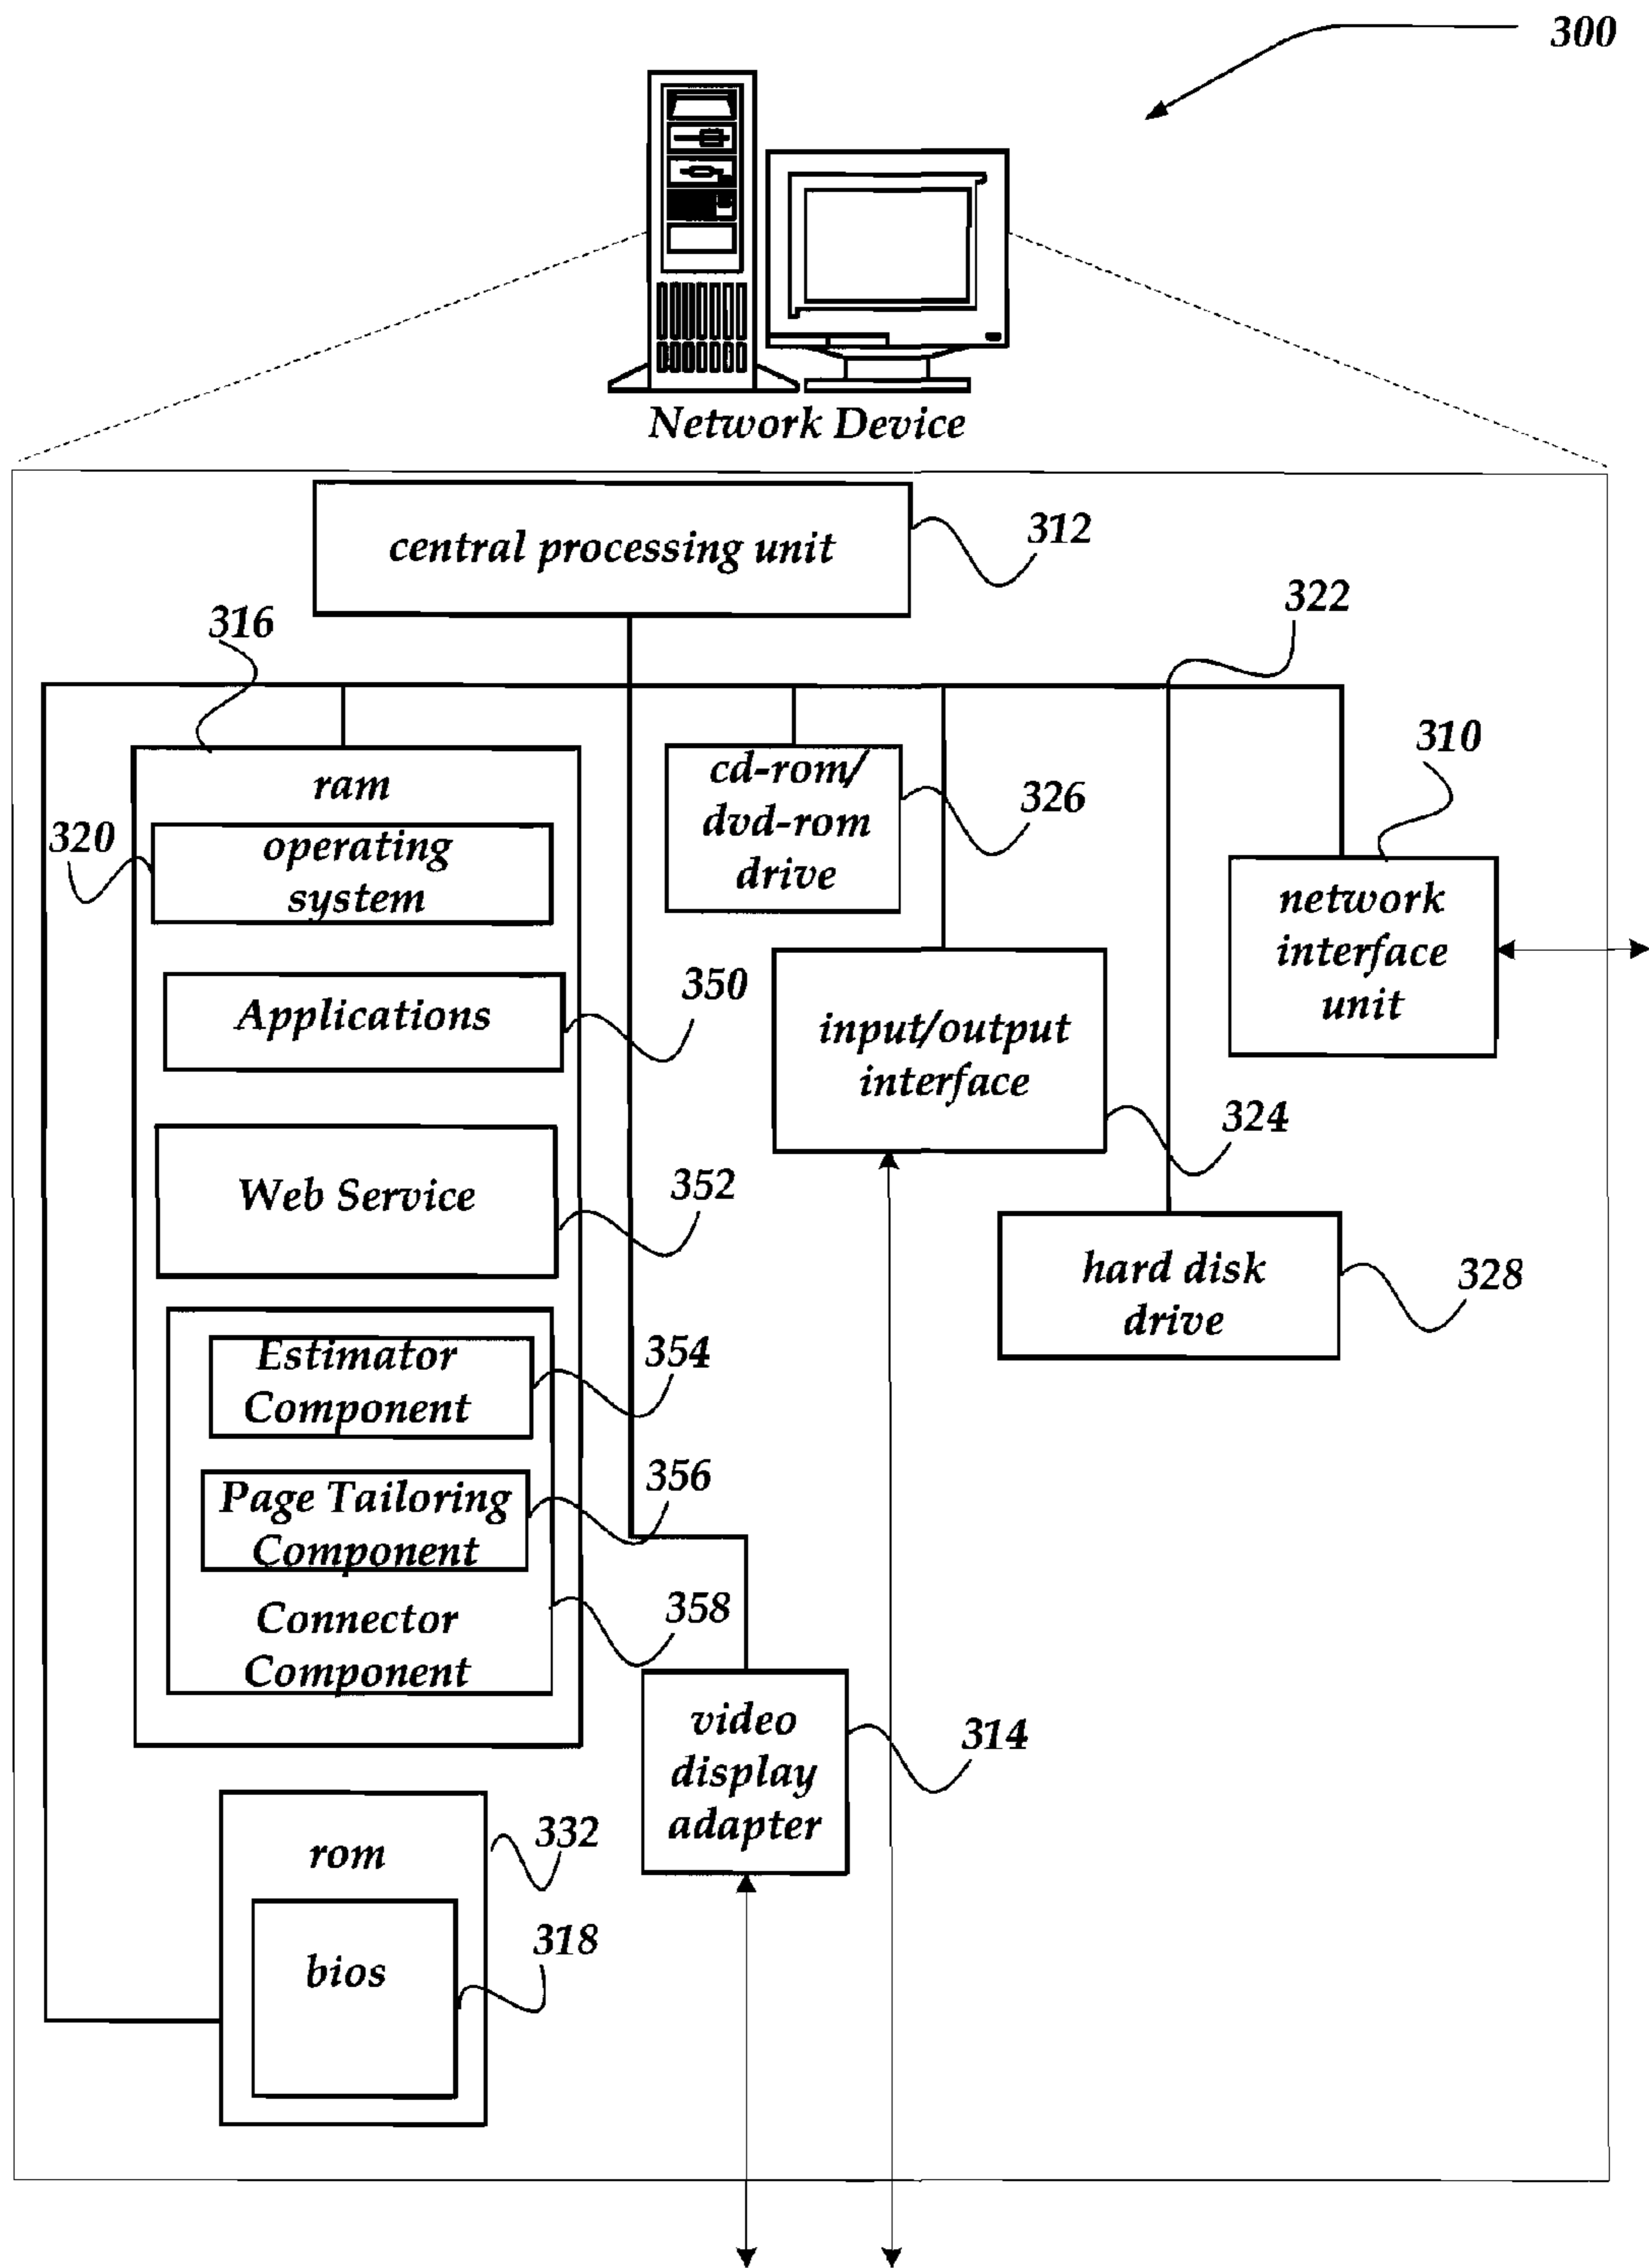 300
Network Device
central processing unit
312
322
316
ram
320
operating
system
cd-rom/
dvd-rom
drive
326
310
network
interface
unit
Applications
350
input/output
interface
324
Web Service
352
hard disk
drive
328
Estimator
Component
354
Page Tailoring
Component
356
Connector
Component
358
video
display
adapter
314
rom
332
bios
318